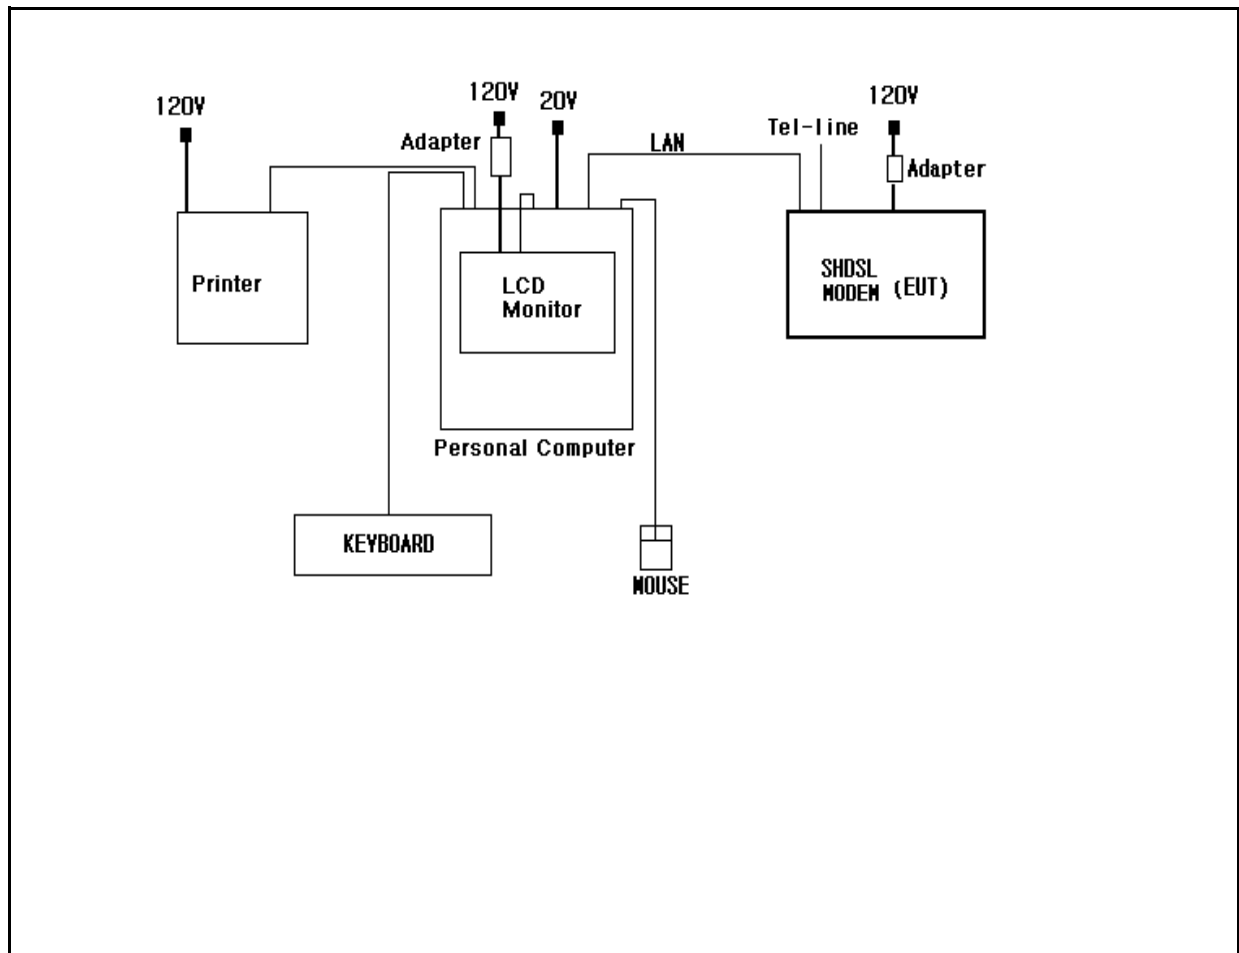 120V
120V
20V
120V
Adapter
LAN
Tel-line
Adapter
Printer
LCD
Monitor
SHDSL
MODEM (EUT)
Personal Computer
KEYBOARD
MOUSE